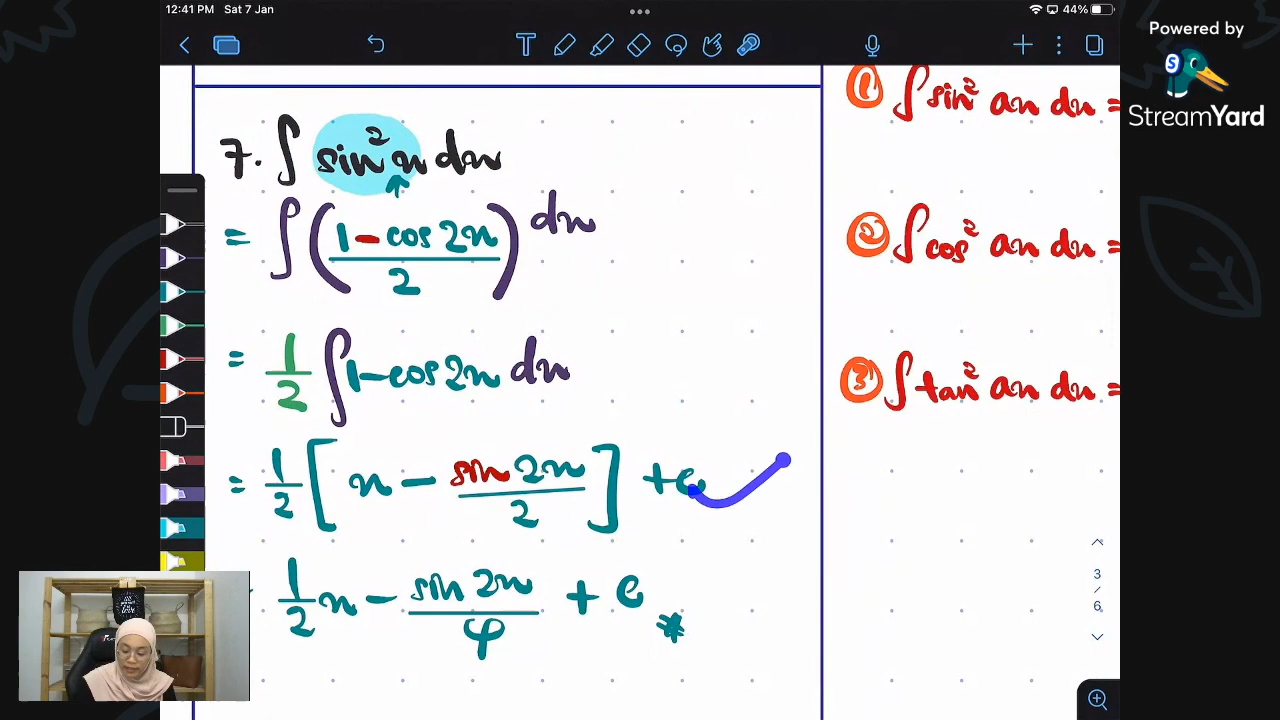 12:41 PM Sat 7 Jan
44%
Powered by
StreamYard
7. ∫ sin² x dx
= ∫ ( (1 - cos 2x) / 2 ) dx
= 1/2 ∫ 1 - cos 2x dx
= 1/2 [ x - sin 2x / 2 ] + c
= 1/2 x - sin 2x / 4 + c *
① ∫ sin² ax dx =
② ∫ cos² ax dx =
③ ∫ tan² ax dx =
3 / 6